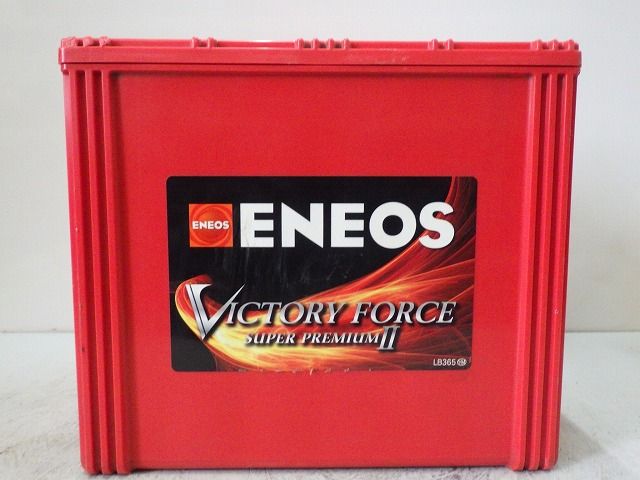 ENEOS ENEOS
VICTORY FORCE
SUPER PREMIUM II
LB365